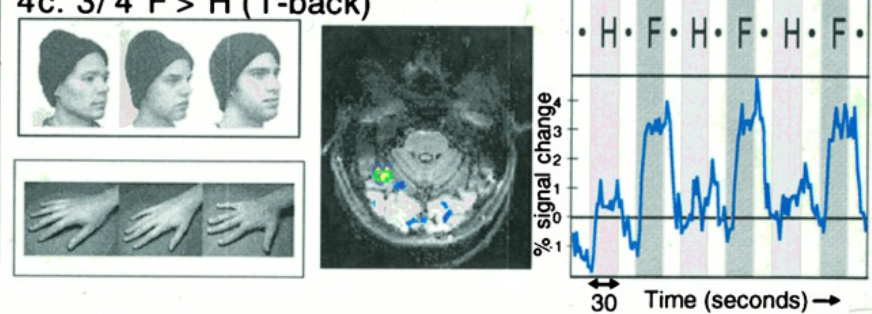 4c. 3/4 F > H (1-back)
· H · F · H · F · H · F ·
% signal change
4
3
2
1
0
-1
30
Time (seconds)